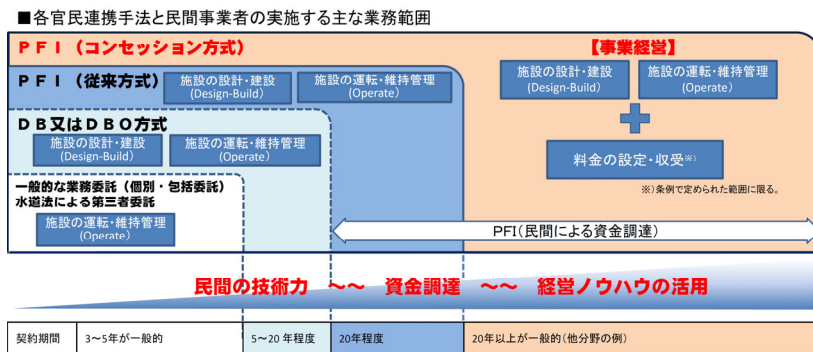 ■各官民連携手法と民間事業者の実施する主な業務範囲
PFI(コンセッション方式)
【事業経営】
PFI(従来方式)
施設の設計・建設
(Design-Build)
施設の運転・維持管理
(Operate)
施設の設計・建設
(Design-Build)
施設の運転・維持管理
(Operate)
DB又はDBO方式
施設の設計・建設
(Design-Build)
施設の運転・維持管理
(Operate)
料金の設定・収受※)
※)条例で定められた範囲に限る。
一般的な業務委託(個別・包括委託)
水道法による第三者委託
施設の運転・維持管理
(Operate)
PFI(民間による資金調達)
民間の技術力 ~~ 資金調達 ~~ 経営ノウハウの活用
契約期間 3~5年が一般的 5~20年程度 20年程度 20年以上が一般的(他分野の例)